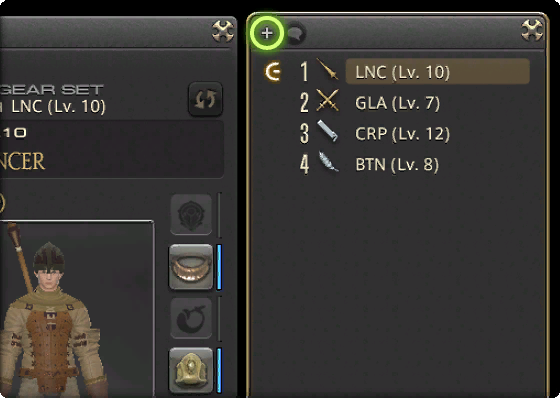 GEAR SET
LNC (Lv. 10)
10
NCER
1 LNC (Lv. 10)
2 GLA (Lv. 7)
3 CRP (Lv. 12)
4 BTN (Lv. 8)